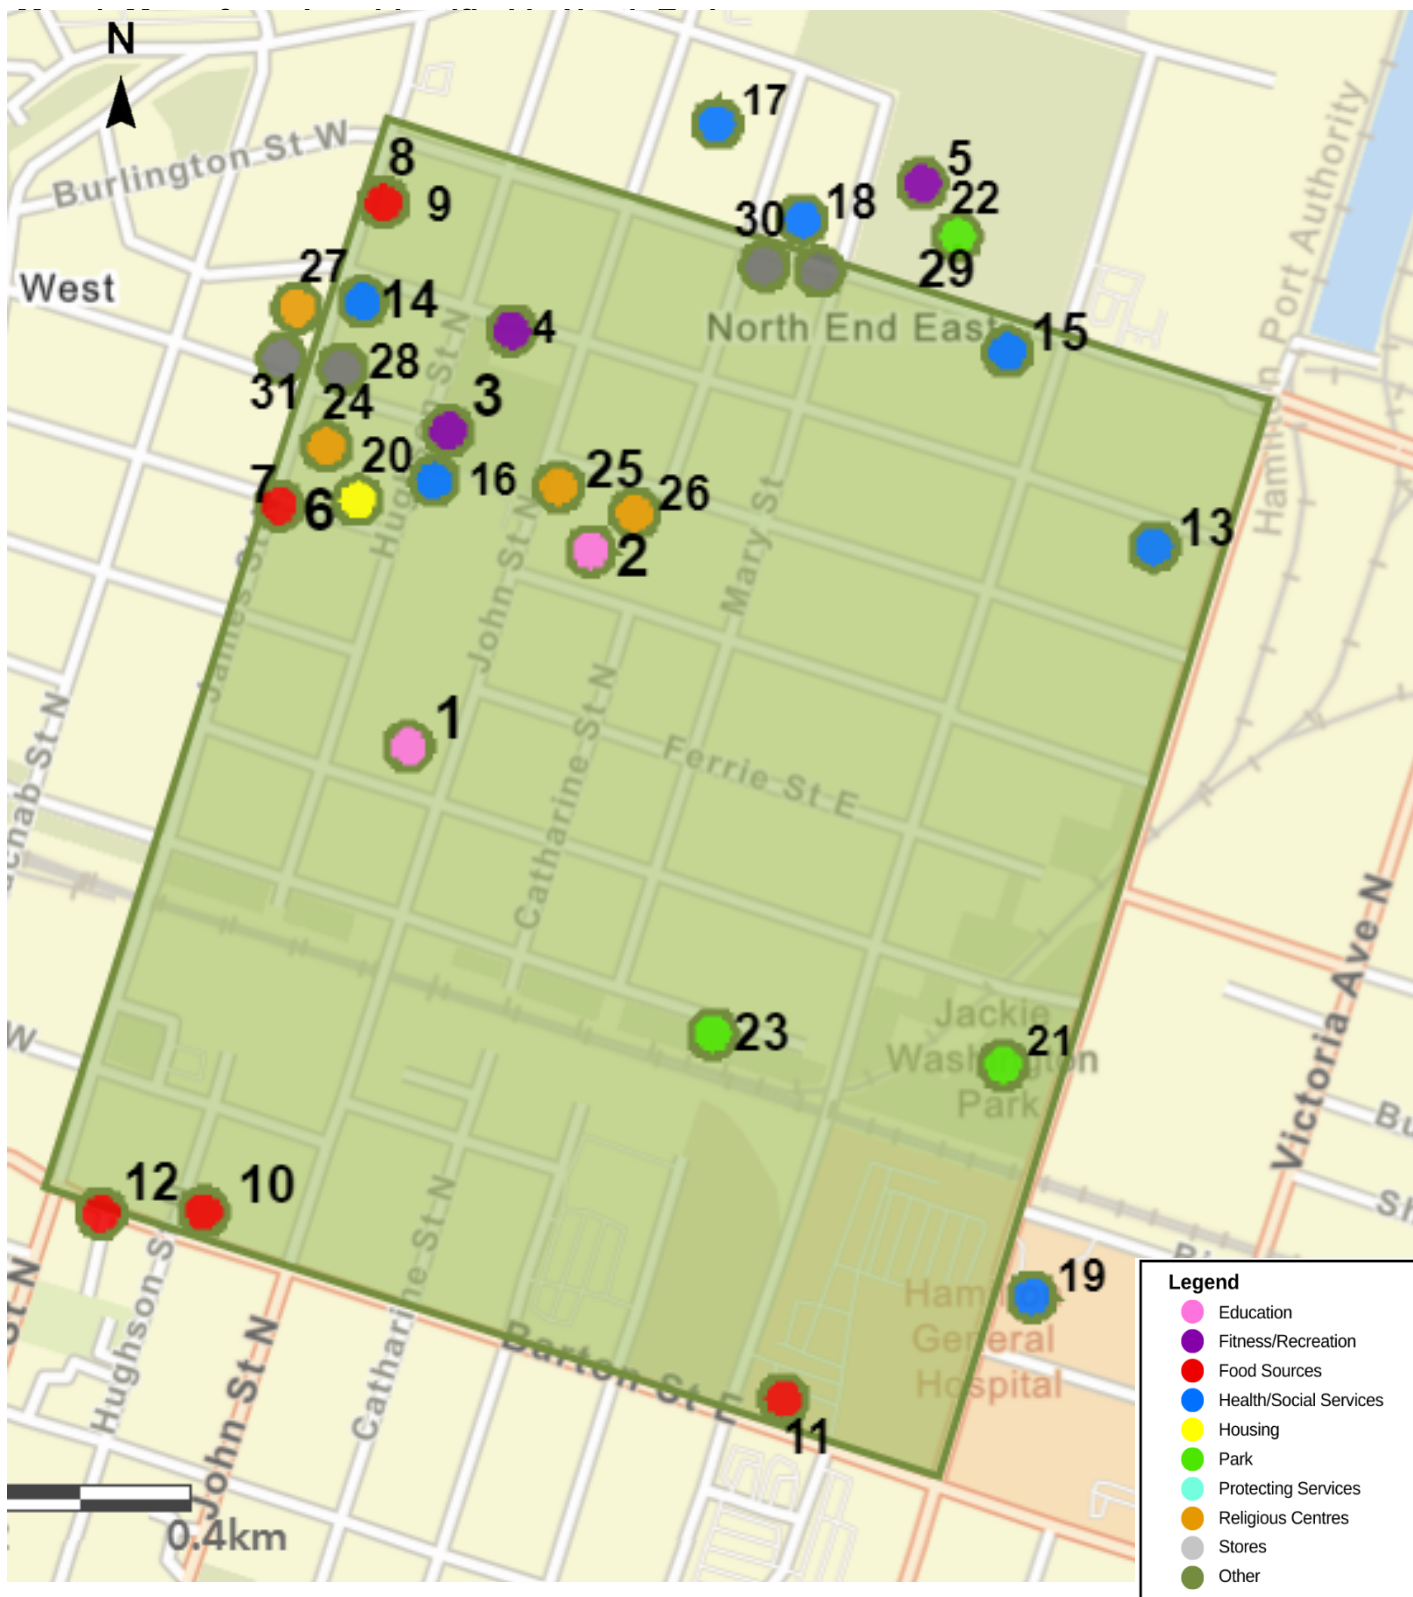 N
17
Burlington St W
8
5
9
22
18
30
27
29
West
14
North End East
15
4
28
31
24
3
20
25
16
26
7
6
13
2
Hamilton Port Authority
Mary St
John St N
1
Ferrie St E
Catharine St N
Victoria Ave N
Jackie
Washington
Park
23
21
W
12
10
19
Hughson St
Catharine St N
Hamilton
General
Hospital
Barton St E
11
John St N
St N
0.4km
Legend
Education
Fitness/Recreation
Food Sources
Health/Social Services
Housing
Park
Protecting Services
Religious Centres
Stores
Other